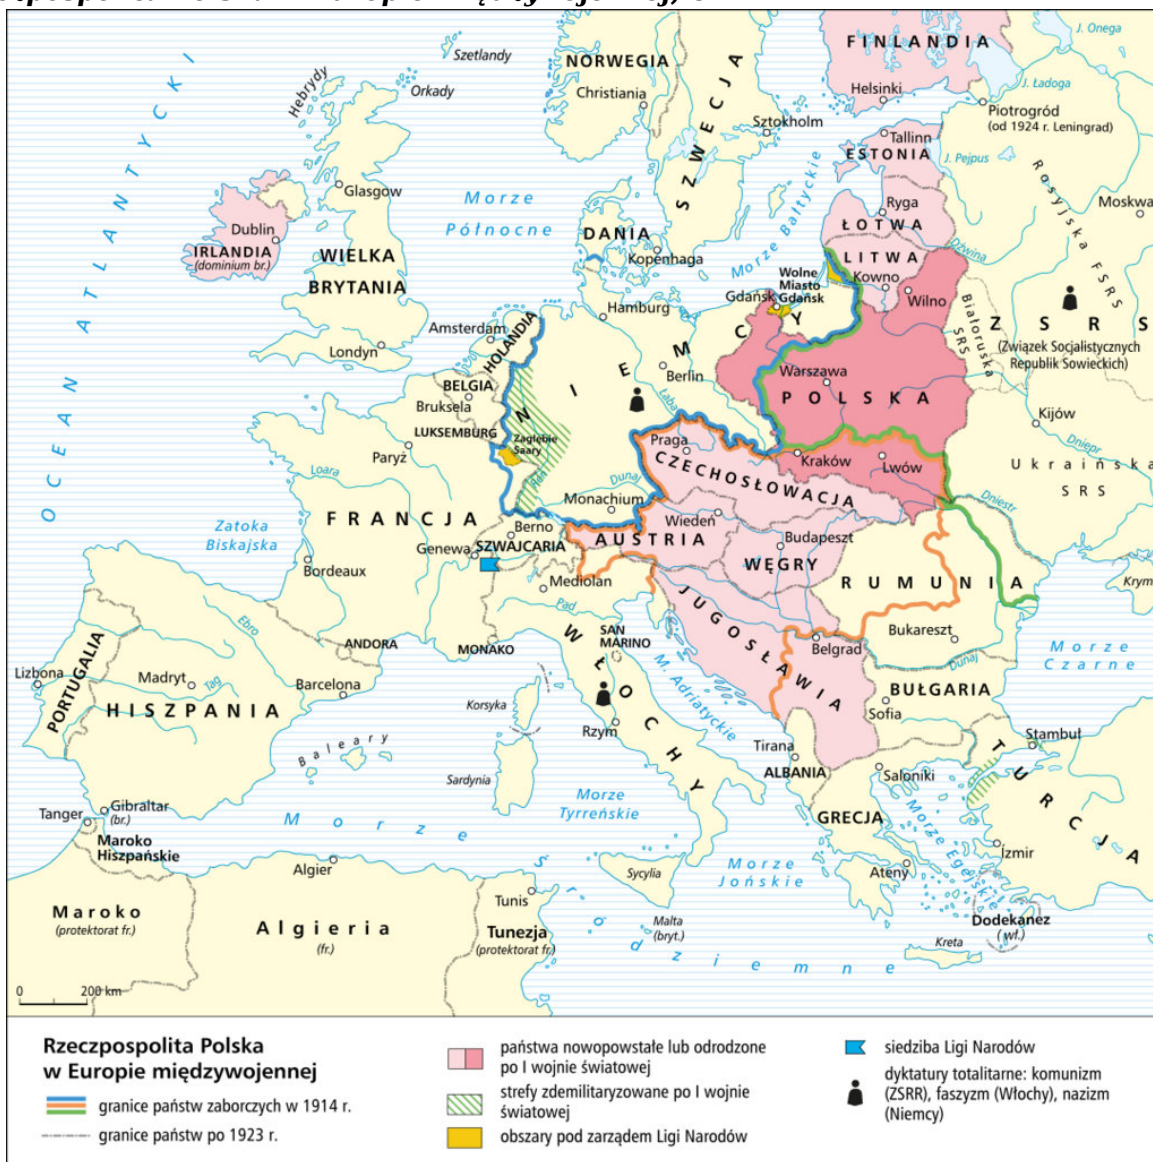 OCEAN ATLANTYCKI
Hebrydy
Szetlandy
Orkady
NORWEGIA
Christiania
SZWECJA
Sztokholm
FINLANDIA
Helsinki
J. Onega
J. Ładoga
Piotrogród
(od 1924 r. Leningrad)
Tallinn
ESTONIA
J. Pejpus
Rosyjska FSRS
Moskwa
Glasgow
Morze
Północne
Dublin
IRLANDIA
(dominium br.)
WIELKA
BRYTANIA
DANIA
Kopenhaga
Morze Bałtyckie
Ryga
ŁOTWA
Dźwina
LITWA
Kowno
Wilno
Wolne
Miasto
Gdańsk
Gdańsk
Hamburg
Amsterdam
HOLANDIA
Londyn
BELGIA
Bruksela
LUKSEMBURG
NIEMCY
Berlin
Łaba
Warszawa
POLSKA
Białoruska
SRS
ZSRS
(Związek Socjalistycznych
Republik Sowieckich)
Kijów
Dniepr
Ukraińska
SRS
Dniestr
Paryż
Loara
Zagłębie
Saary
Ren
Praga
Kraków
Lwów
CZECHOSŁOWACJA
Dunaj
Monachium
Zatoka
Biskajska
FRANCJA
Berno
Genewa
SZWAJCARIA
Wiedeń
AUSTRIA
Budapeszt
WĘGRY
RUMUNIA
Krym
Bordeaux
Mediolan
Pad
JUGOSŁAWIA
Belgrad
Bukareszt
Dunaj
Morze
Czarne
Ebro
ANDORA
MONAKO
SAN
MARINO
WŁOCHY
M. Adriatyckie
PORTUGALIA
Lizbona
Madryt
Tag
Barcelona
HISZPANIA
Korsyka
Rzym
BUŁGARIA
Sofia
Baleary
Sardynia
Tirana
ALBANIA
Saloniki
Stambuł
TURCJA
Morze
Tyrreńskie
GRECJA
Morze Egejskie
Izmir
Tanger
Gibraltar
(br.)
Maroko
Hiszpańskie
Morze Śródziemne
Algier
Sycylia
Morze
Jońskie
Ateny
Tunis
Maroko
(protektorat fr.)
Algieria
(fr.)
Tunezja
(protektorat fr.)
Malta
(bryt.)
Kreta
Dodekanez
(wł.)
0 200 km
Rzeczpospolita Polska
w Europie międzywojennej
granice państw zaborczych w 1914 r.
granice państw po 1923 r.
państwa nowopowstałe lub odrodzone
po I wojnie światowej
strefy zdemilitaryzowane po I wojnie
światowej
obszary pod zarządem Ligi Narodów
siedziba Ligi Narodów
dyktatury totalitarne: komunizm
(ZSRR), faszyzm (Włochy), nazizm
(Niemcy)